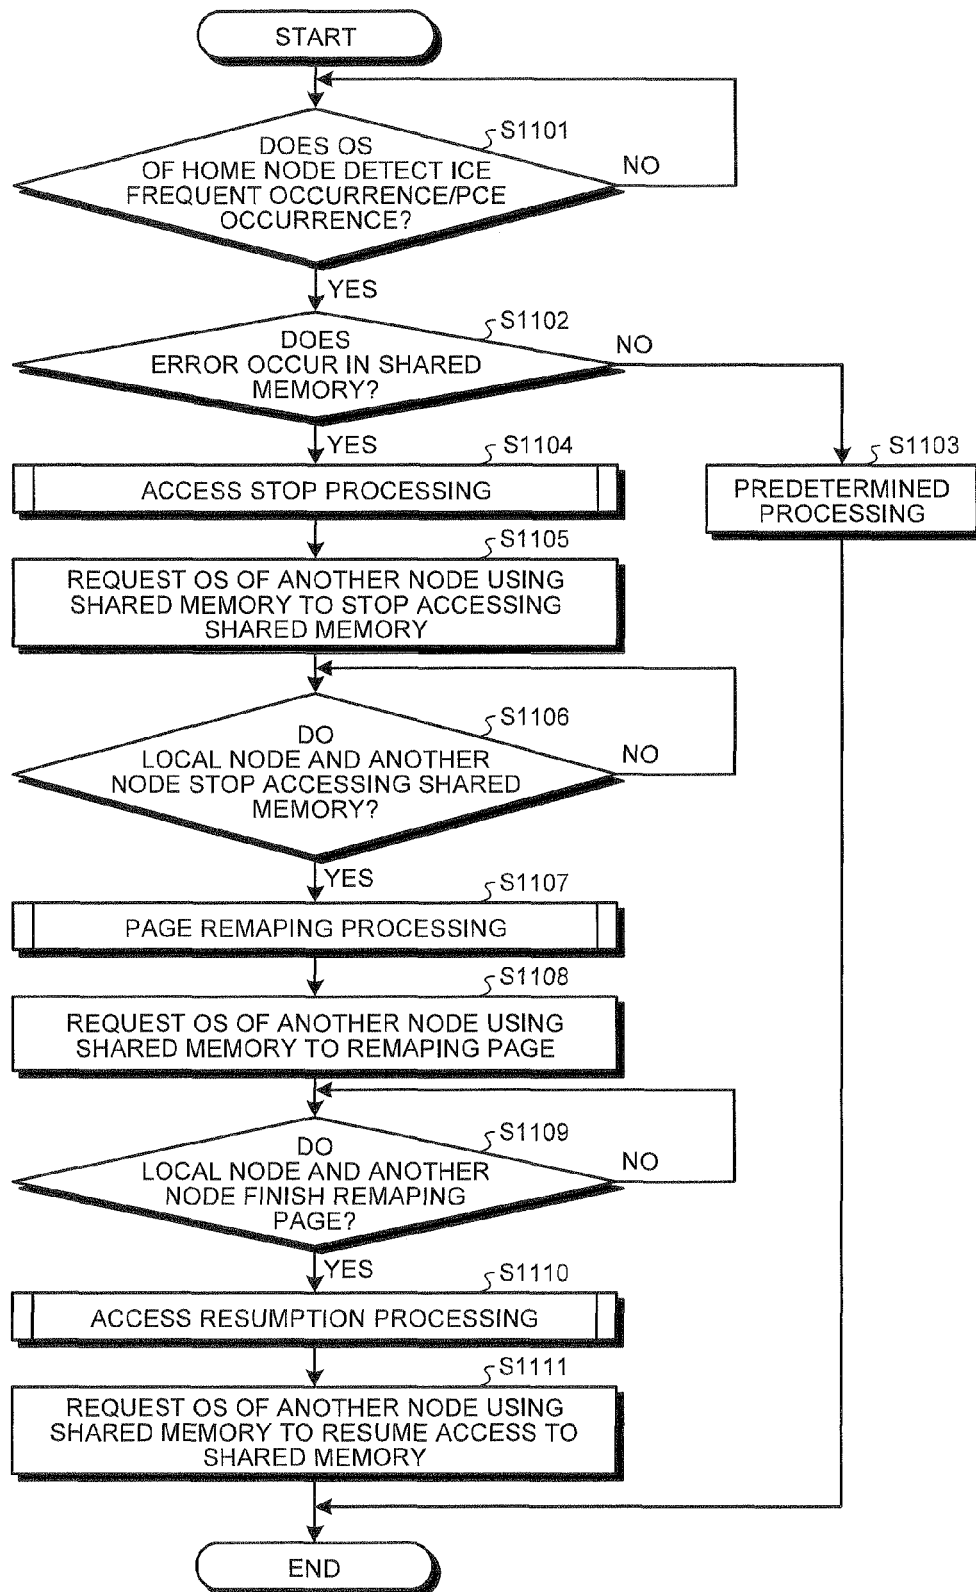 START
S1101
DOES OS
OF HOME NODE DETECT ICE
FREQUENT OCCURRENCE/PCE
OCCURRENCE?
NO
YES
S1102
DOES
ERROR OCCUR IN SHARED
MEMORY?
NO
YES
S1104
ACCESS STOP PROCESSING
S1103
PREDETERMINED
PROCESSING
S1105
REQUEST OS OF ANOTHER NODE USING
SHARED MEMORY TO STOP ACCESSING
SHARED MEMORY
S1106
DO
LOCAL NODE AND ANOTHER
NODE STOP ACCESSING SHARED
MEMORY?
NO
YES
S1107
PAGE REMAPING PROCESSING
S1108
REQUEST OS OF ANOTHER NODE USING
SHARED MEMORY TO REMAPING PAGE
S1109
DO
LOCAL NODE AND ANOTHER
NODE FINISH REMAPING
PAGE?
NO
YES
S1110
ACCESS RESUMPTION PROCESSING
S1111
REQUEST OS OF ANOTHER NODE USING
SHARED MEMORY TO RESUME ACCESS TO
SHARED MEMORY
END